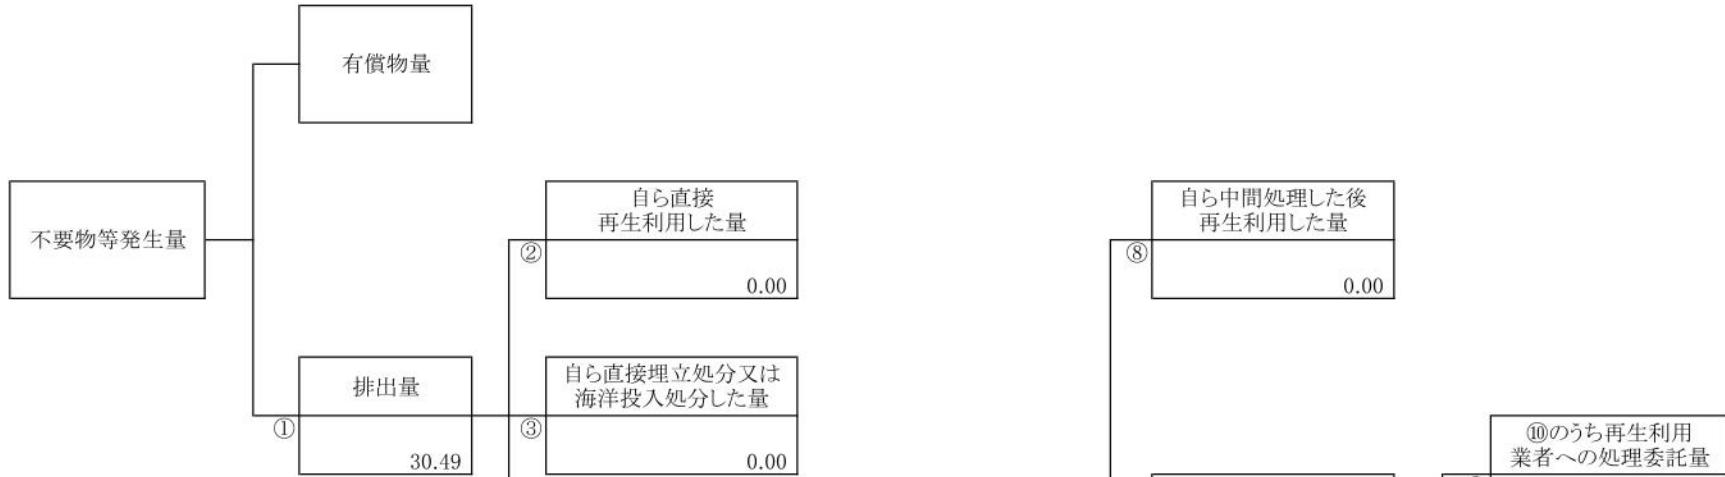 有償物量
不要物等発生量
自ら直接
再生利用した量
②
0.00
自ら中間処理した後
再生利用した量
⑧
0.00
排出量
①
30.49
自ら直接埋立処分又は
海洋投入処分した量
③
0.00
⑩のうち再生利用
業者への処理委託量